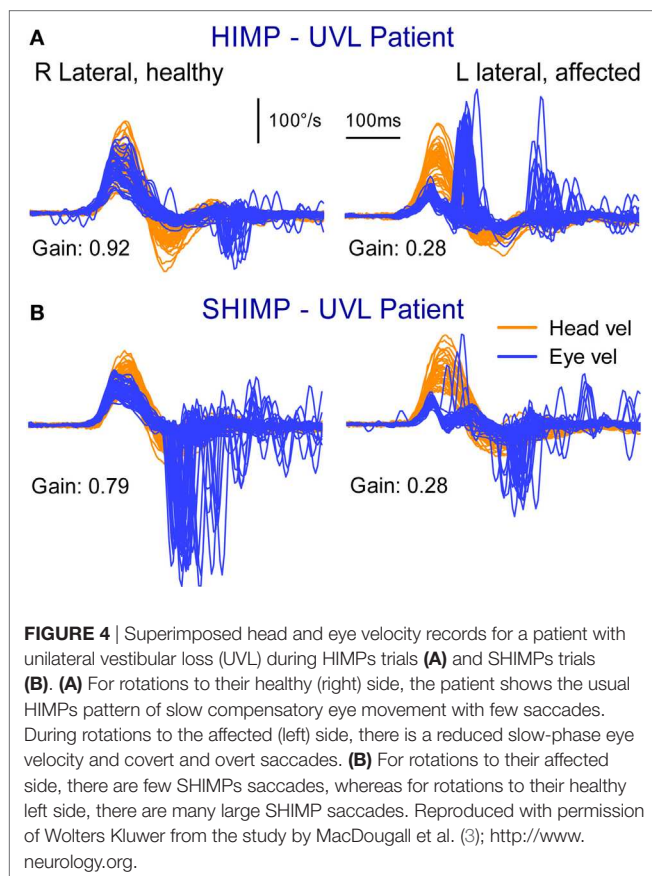 A HIMP - UVL Patient
R Lateral, healthy L lateral, affected
100°/s 100ms
Gain: 0.92 Gain: 0.28
B SHIMP - UVL Patient
Head vel
Eye vel
Gain: 0.79 Gain: 0.28
FIGURE 4 | Superimposed head and eye velocity records for a patient with
unilateral vestibular loss (UVL) during HIMPs trials (A) and SHIMPs trials
(B). (A) For rotations to their healthy (right) side, the patient shows the usual
HIMPs pattern of slow compensatory eye movement with few saccades.
During rotations to the affected (left) side, there is a reduced slow-phase eye
velocity and covert and overt saccades. (B) For rotations to their affected
side, there are few SHIMPs saccades, whereas for rotations to their healthy
left side, there are many large SHIMP saccades. Reproduced with permission
of Wolters Kluwer from the study by MacDougall et al. (3); http://www.
neurology.org.